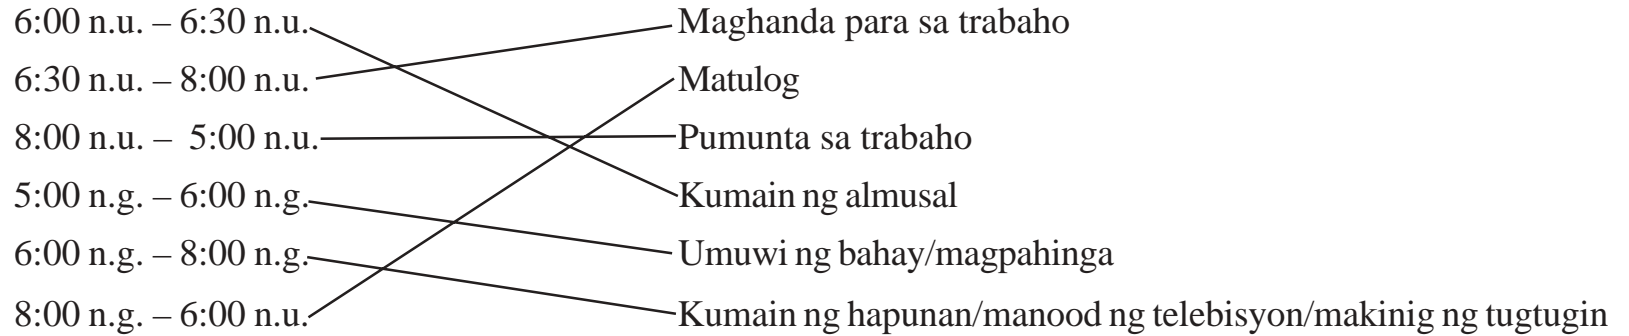 6:00 n.u. – 6:30 n.u. Maghanda para sa trabaho
6:30 n.u. – 8:00 n.u. Matulog
8:00 n.u. – 5:00 n.u. Pumunta sa trabaho
5:00 n.g. – 6:00 n.g. Kumain ng almusal
6:00 n.g. – 8:00 n.g. Umuwi ng bahay/magpahinga
8:00 n.g. – 6:00 n.u. Kumain ng hapunan/manood ng telebisyon/makinig ng tugtugin